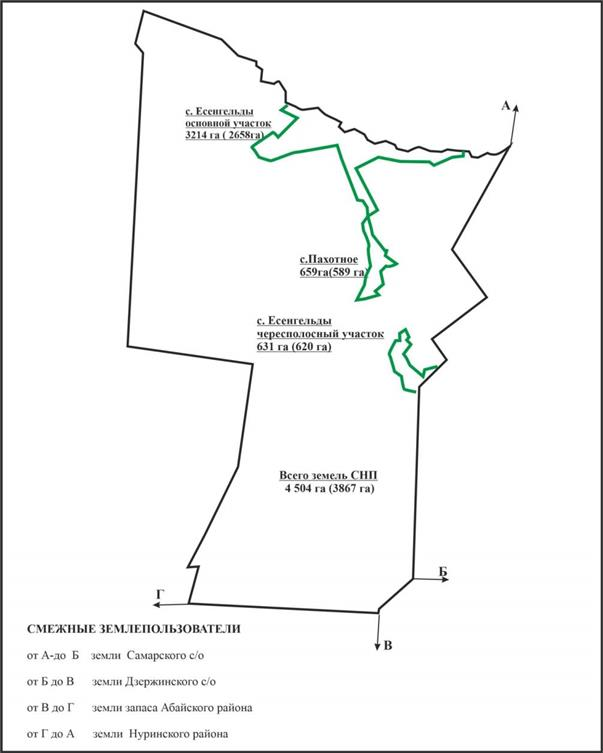 А
с. Есенгельды
основной участок
3214 га ( 2658га)
с.Пахотное
659га(589 га)
с. Есенгельды
чересполосный участок
631 га (620 га)
Всего земель СНП
4 504 га (3867 га)
Б
Г
В
СМЕЖНЫЕ ЗЕМЛЕПОЛЬЗОВАТЕЛИ
от А-до Б земли Самарского с/о
от Б до В земли Дзержинского с/о
от В до Г земли запаса Абайского района
от Г до А земли Нуринского района